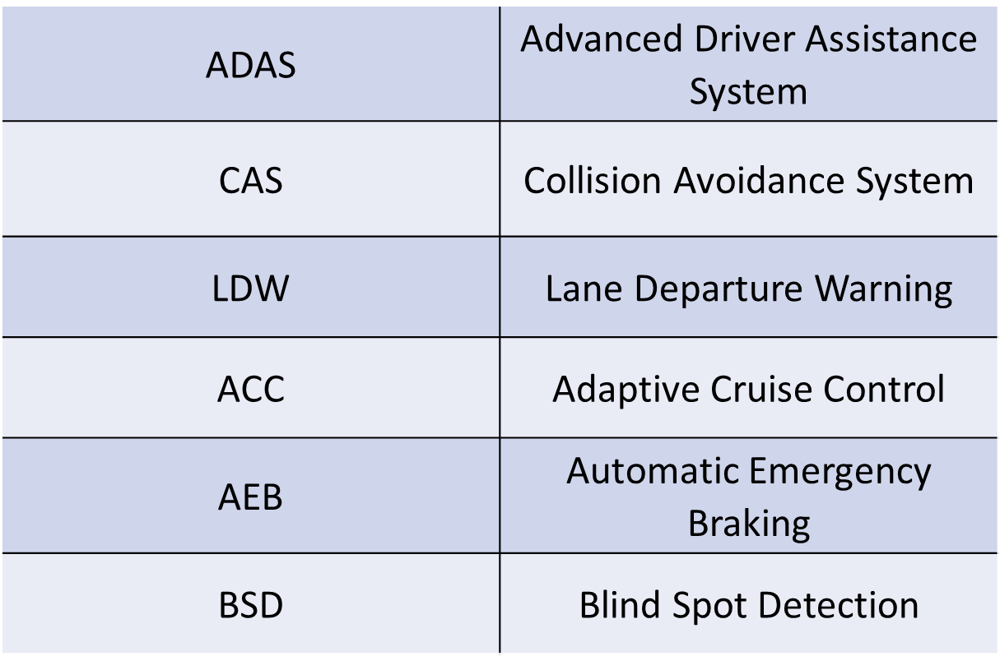 ADAS
Advanced Driver Assistance
System
CAS
Collision Avoidance System
LDW
Lane Departure Warning
ACC
Adaptive Cruise Control
AEB
Automatic Emergency
Braking
BSD
Blind Spot Detection